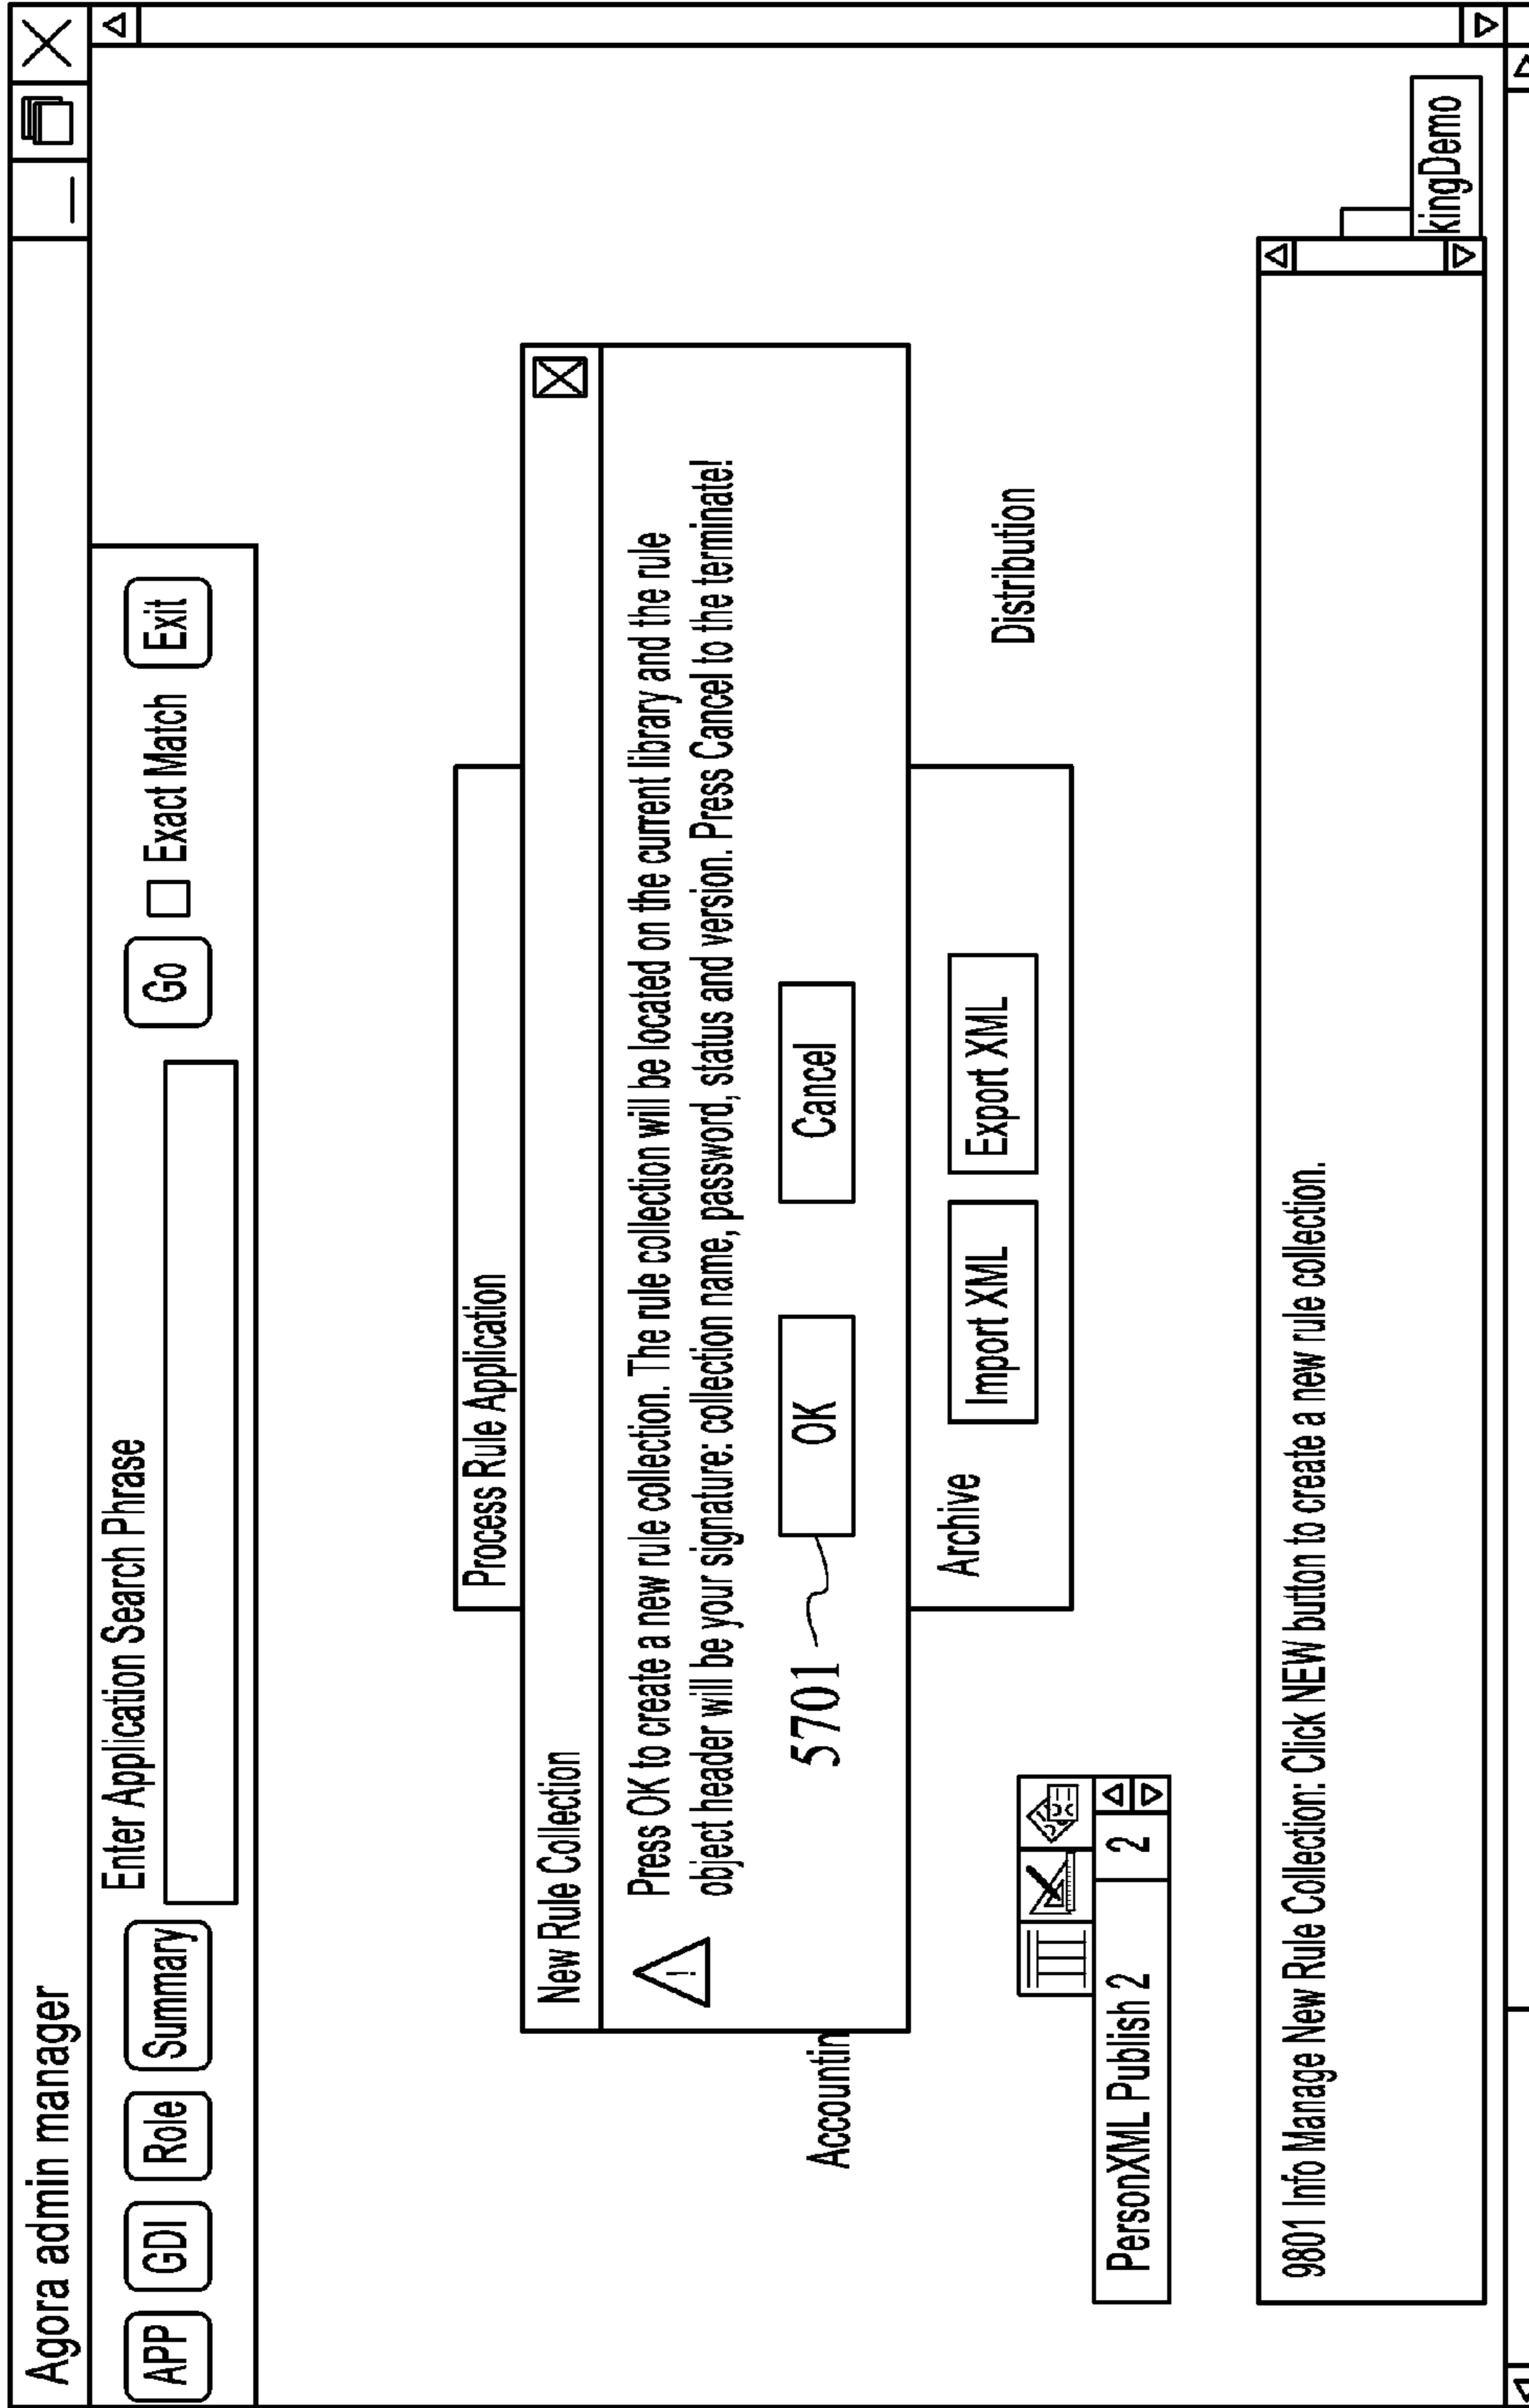 Agora admin manager
APP GDI Role Summary Enter Application Search Phrase Go Exact Match Exit
Process Rule Application
New Rule Collection
Press OK to create a new rule collection. The rule collection will be located on the current library and the rule
object header will be your signature: collection name, password, status and version. Press Cancel to the terminate!
5701 OK Cancel
Accountin
Archive Import XML Export XML
Distribution
PersonXML Publish 2 2
9801 Info Manage New Rule Collection: Click NEW button to create a new rule collection.
kingDemo